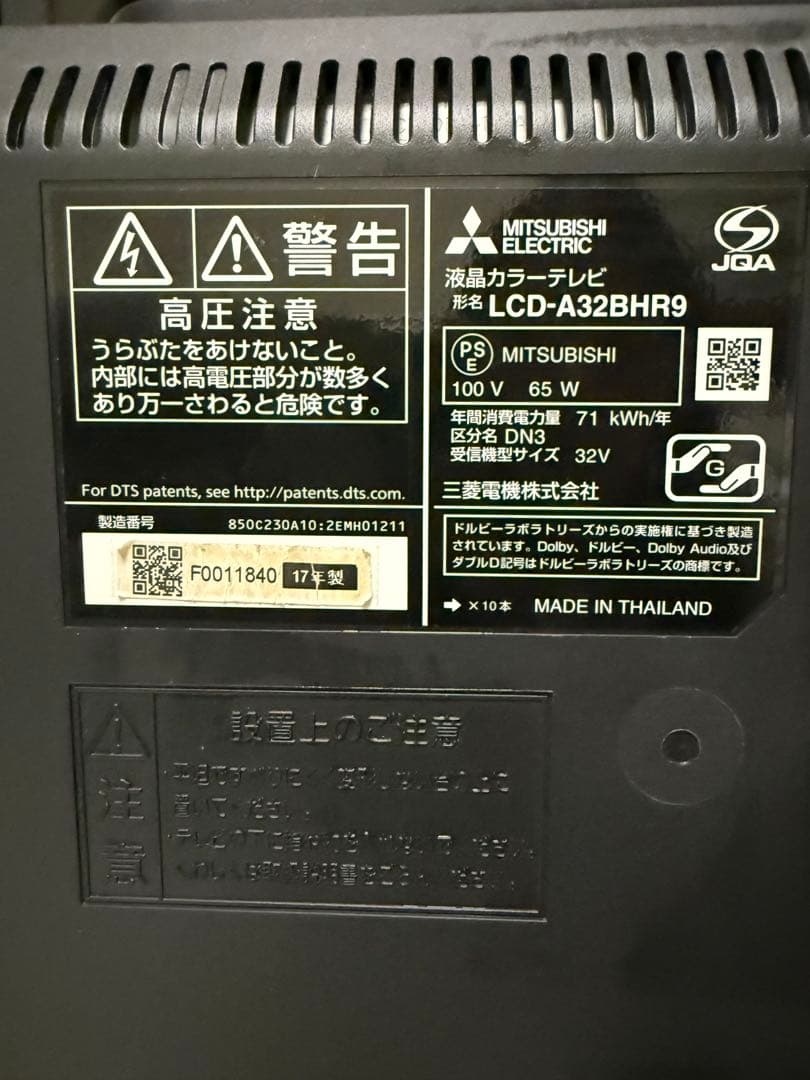 警告
高圧注意
うらぶたをあけないこと。
内部には高電圧部分が数多く
あり万一さわると危険です。
For DTS patents, see http://patents.dts.com.
製造番号 850C230A10:2EMH01211
F0011840 17年製
MITSUBISHI
ELECTRIC
JQA
液晶カラーテレビ
形名 LCD-A32BHR9
PS
E
MITSUBISHI
100 V 65 W
年間消費電力量 71 kWh/年
区分名 DN3
受信機型サイズ 32V
G
三菱電機株式会社
ドルビーラボラトリーズからの実施権に基づき製造
されています。Dolby、ドルビー、Dolby Audio及び
ダブルD記号はドルビーラボラトリーズの商標です。
➡ ×10本 MADE IN THAILAND
設置上のご注意
注意